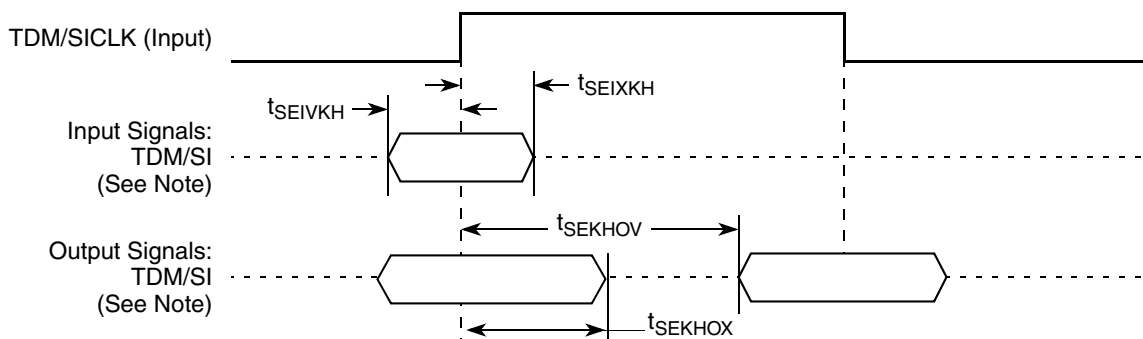 TDM/SICLK (Input)
tSEIXKH
tSEIVKH
Input Signals:
TDM/SI
(See Note)
tSEKHOV
Output Signals:
TDM/SI
(See Note)
tSEKHOX